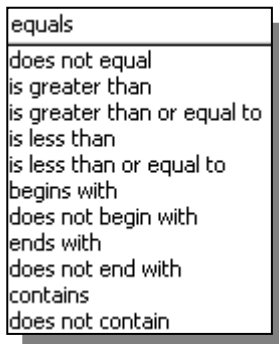 equals
does not equal
is greater than
is greater than or equal to
is less than
is less than or equal to
begins with
does not begin with
ends with
does not end with
contains
does not contain